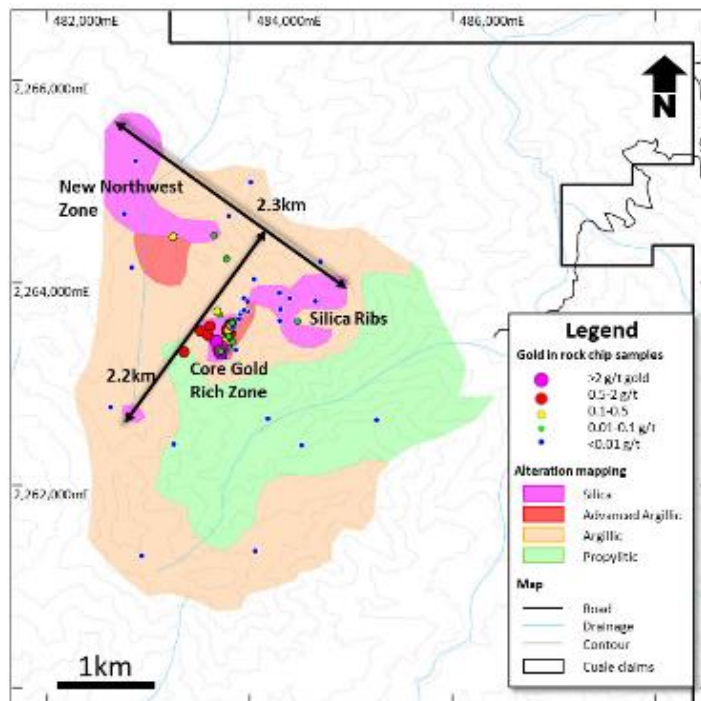 482,000mE
484,000mE
486,000mE
2,266,000mE
N
New Northwest
Zone
2.3km
2,264,000mE
Silica Ribs
2.2km
Core Gold
Rich Zone
2,262,000mE
1km
Legend
Gold in rock chip samples
>2 g/t gold
0.5-2 g/t
0.1-0.5
0.01-0.1 g/t
<0.01 g/t
Alteration mapping
Silica
Advanced Argillic
Argillic
Propylitic
Map
Road
Drainage
Contour
Cuale claims